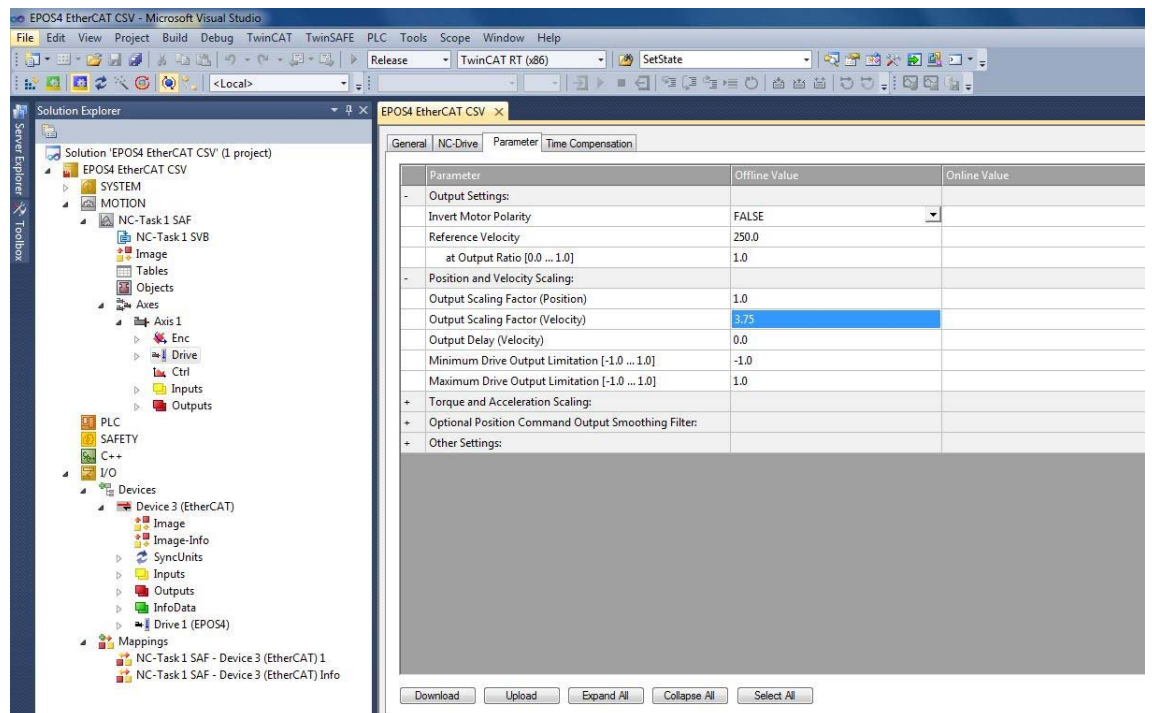 EPOS4 EtherCAT CSV - Microsoft Visual Studio
File Edit View Project Build Debug TwinCAT TwinSAFE PLC Tools Scope Window Help
Release TwinCAT RT (x86) SetState
<Local>
Server Explorer
Toolbox
Solution Explorer
Solution 'EPOS4 EtherCAT CSV' (1 project)
EPOS4 EtherCAT CSV
SYSTEM
MOTION
NC-Task 1 SAF
NC-Task 1 SVB
Image
Tables
Objects
Axes
Axis 1
Enc
Drive
Ctrl
Inputs
Outputs
PLC
SAFETY
C++
I/O
Devices
Device 3 (EtherCAT)
Image
Image-Info
SyncUnits
Inputs
Outputs
InfoData
Drive 1 (EPOS4)
Mappings
NC-Task 1 SAF - Device 3 (EtherCAT) 1
NC-Task 1 SAF - Device 3 (EtherCAT) Info
EPOS4 EtherCAT CSV
General NC-Drive Parameter Time Compensation
Parameter Offline Value Online Value
- Output Settings:
Invert Motor Polarity FALSE
Reference Velocity 250.0
at Output Ratio [0.0 ... 1.0] 1.0
- Position and Velocity Scaling:
Output Scaling Factor (Position) 1.0
Output Scaling Factor (Velocity) 3.75
Output Delay (Velocity) 0.0
Minimum Drive Output Limitation [-1.0 ... 1.0] -1.0
Maximum Drive Output Limitation [-1.0 ... 1.0] 1.0
+ Torque and Acceleration Scaling:
+ Optional Position Command Output Smoothing Filter:
+ Other Settings:
Download Upload Expand All Collapse All Select All